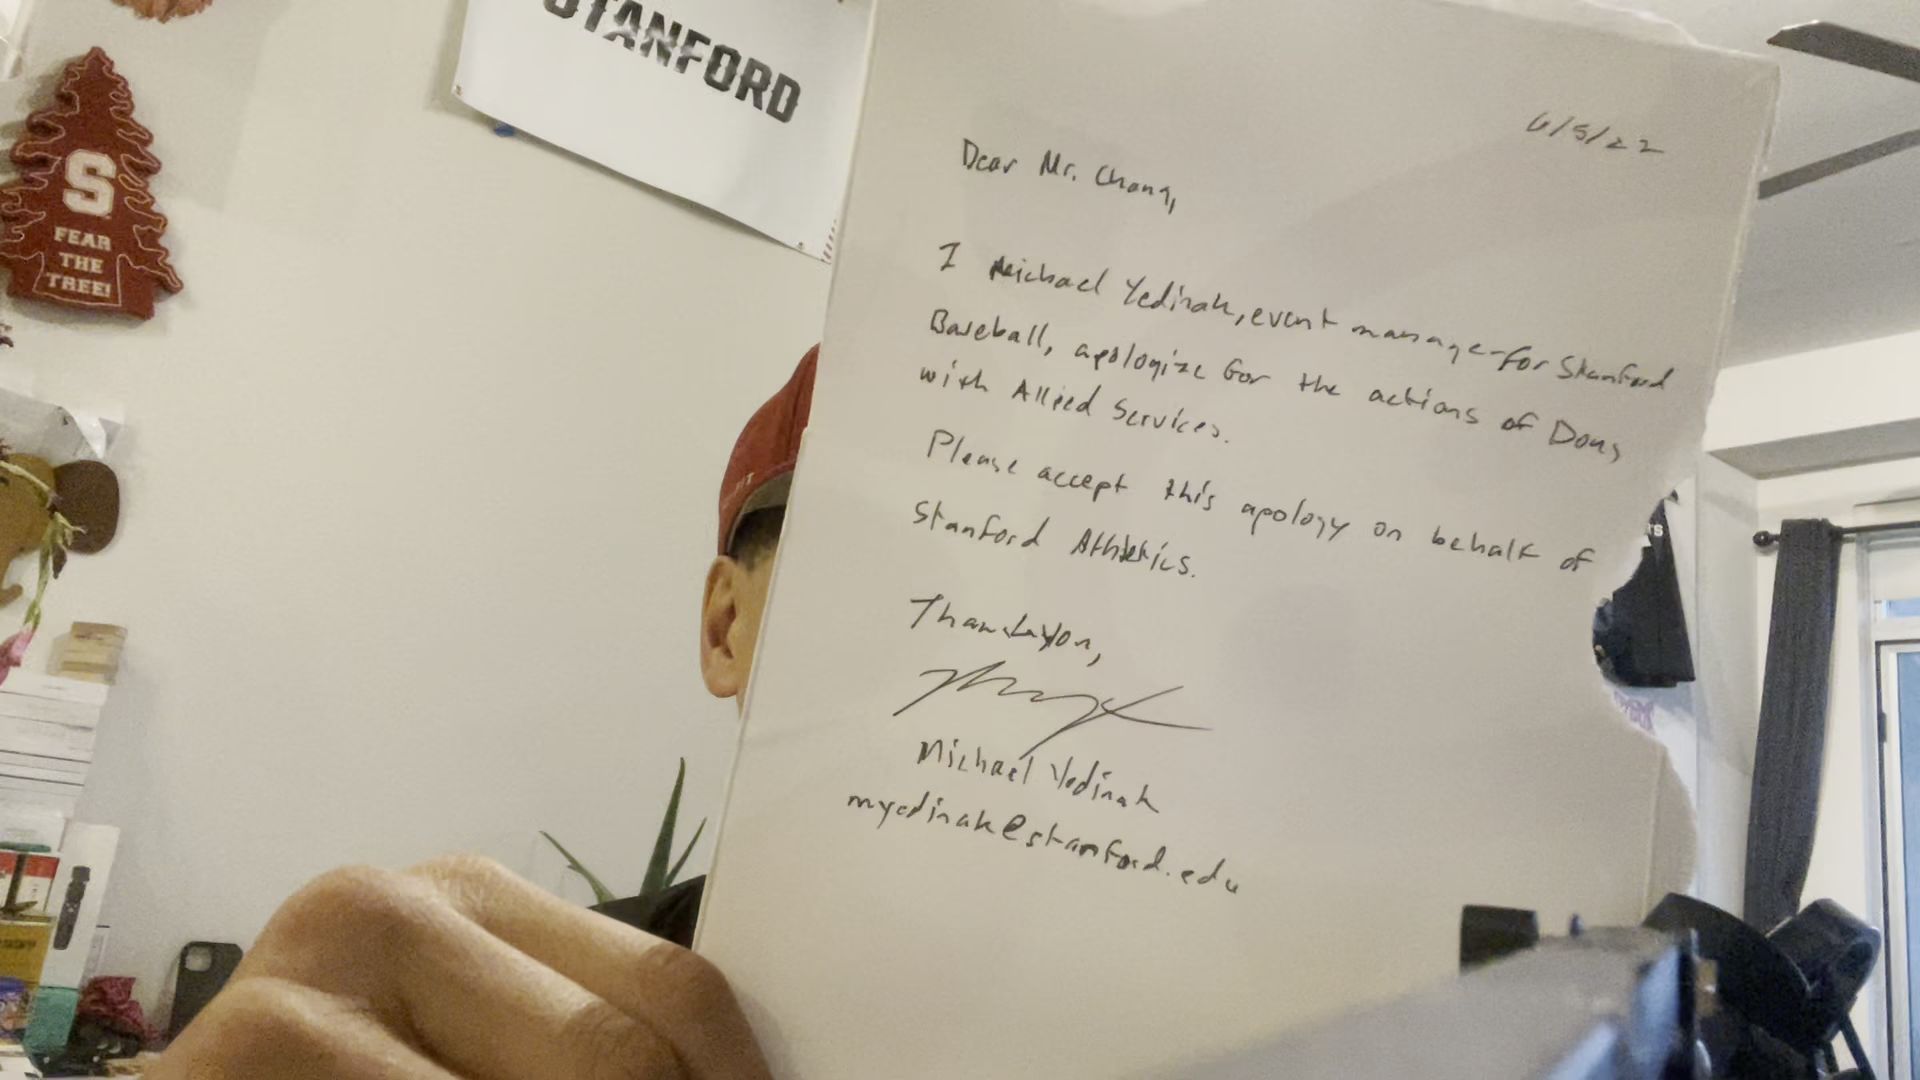 STANFORD
S
FEAR
THE
TREE!
6/5/22
Dear Mr. Chang,
I Michael Yedinak, event manager for Stanford
Baseball, apologize for the actions of Doug
with Allied Services.
Please accept this apology on behalf of
Stanford Athletics.
Thank you,
Michael Yedinak
myedinak@stanford.edu